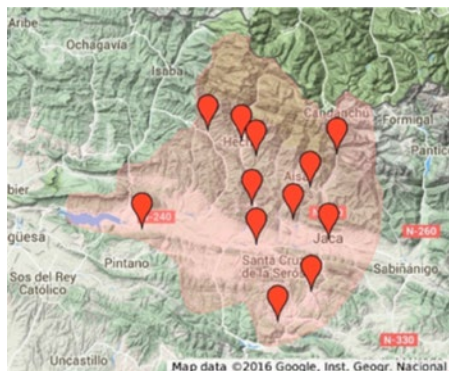 Aribe
Ochagavía
Isaba
Candanchú
Formigal
Hech
Pantic
Aísa
bier
N-240
güesa
Jaca
N-260
Pintano
Santa Cruz
de la Serós
Sabiñánigo
Sos del Rey
Católico
N-330
Uncastillo
Map data ©2016 Google, Inst. Geogr. Nacional